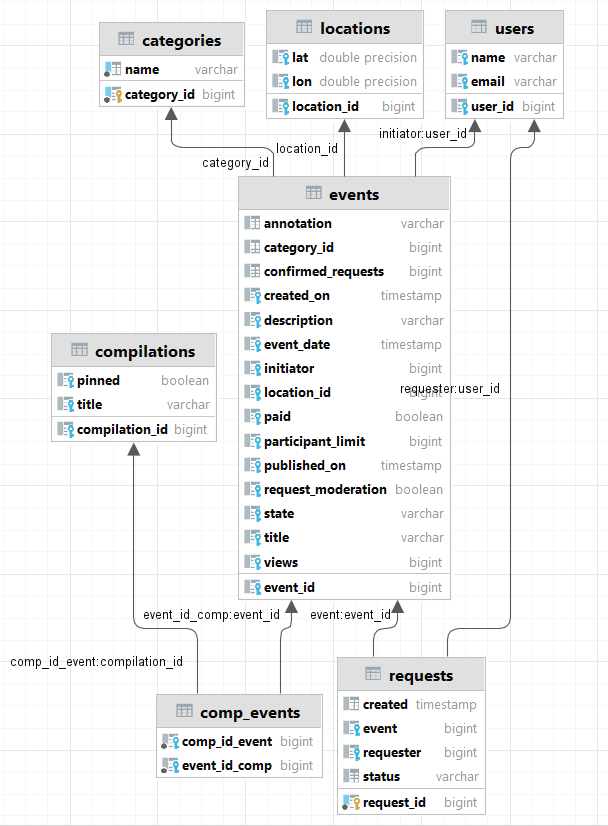 categories
name varchar
category_id bigint
locations
lat double precision
lon double precision
location_id bigint
users
name varchar
email varchar
user_id bigint
category_id
location_id
initiator:user_id
events
annotation varchar
category_id bigint
confirmed_requests bigint
created_on timestamp
description varchar
event_date timestamp
initiator bigint
location_id bigint
paid boolean
participant_limit bigint
published_on timestamp
request_moderation boolean
state varchar
title varchar
views bigint
event_id bigint
requester:user_id
compilations
pinned boolean
title varchar
compilation_id bigint
event_id_comp:event_id
event:event_id
comp_id_event:compilation_id
comp_events
comp_id_event bigint
event_id_comp bigint
requests
created timestamp
event bigint
requester bigint
status varchar
request_id bigint